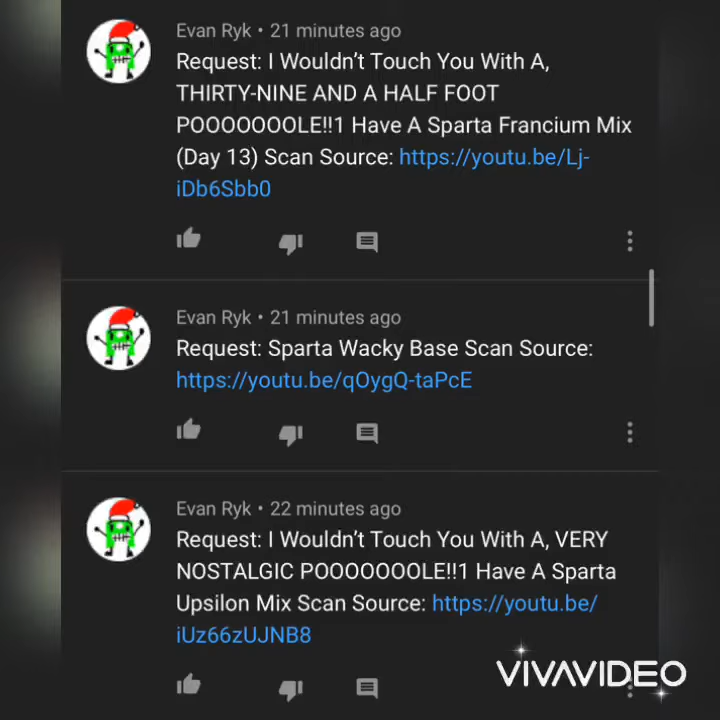 Evan Ryk • 21 minutes ago
Request: I Wouldn't Touch You With A,
THIRTY-NINE AND A HALF FOOT
POOOOOOOLE!!1 Have A Sparta Francium Mix
(Day 13) Scan Source: https://youtu.be/Lj-
iDb6Sbb0
Evan Ryk • 21 minutes ago
Request: Sparta Wacky Base Scan Source:
https://youtu.be/qOygQ-taPcE
Evan Ryk • 22 minutes ago
Request: I Wouldn't Touch You With A, VERY
NOSTALGIC POOOOOOOLE!!1 Have A Sparta
Upsilon Mix Scan Source: https://youtu.be/
iUz66zUJNB8
VIVAVIDEO